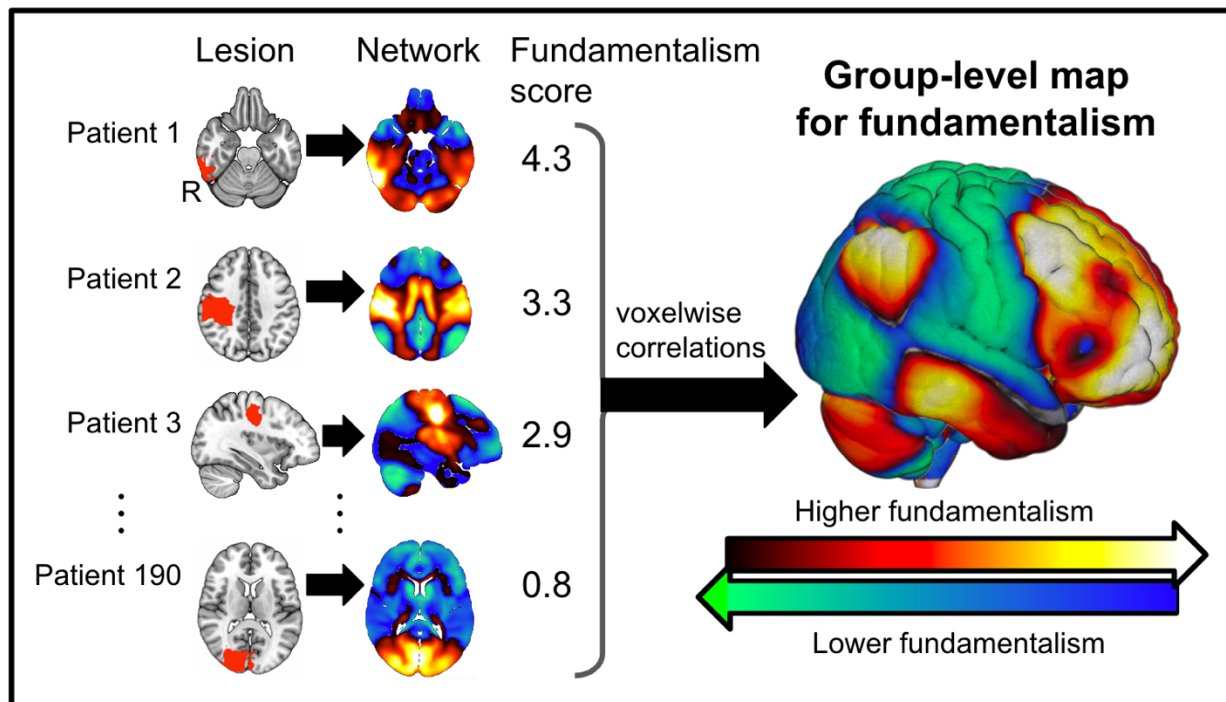 Lesion
Network
Fundamentalism
score
Group-level map
for fundamentalism
Patient 1
R
4.3
Patient 2
3.3
voxelwise
correlations
Patient 3
2.9
Patient 190
0.8
Higher fundamentalism
Lower fundamentalism